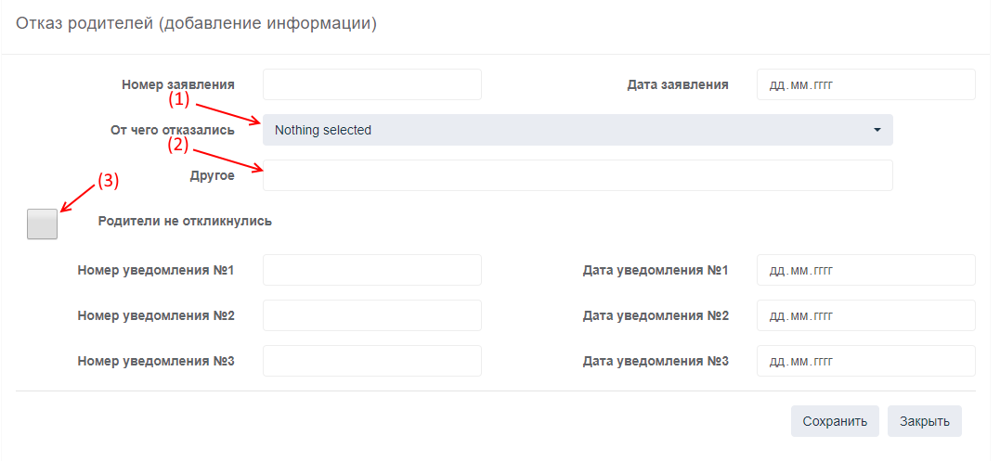 Отказ родителей (добавление информации)
Номер заявления Дата заявления дд.мм.гггг
(1)
От чего отказались Nothing selected
(2)
Другое
(3)
Родители не откликнулись
Номер уведомления №1 Дата уведомления №1 дд.мм.гггг
Номер уведомления №2 Дата уведомления №2 дд.мм.гггг
Номер уведомления №3 Дата уведомления №3 дд.мм.гггг
Сохранить Закрыть